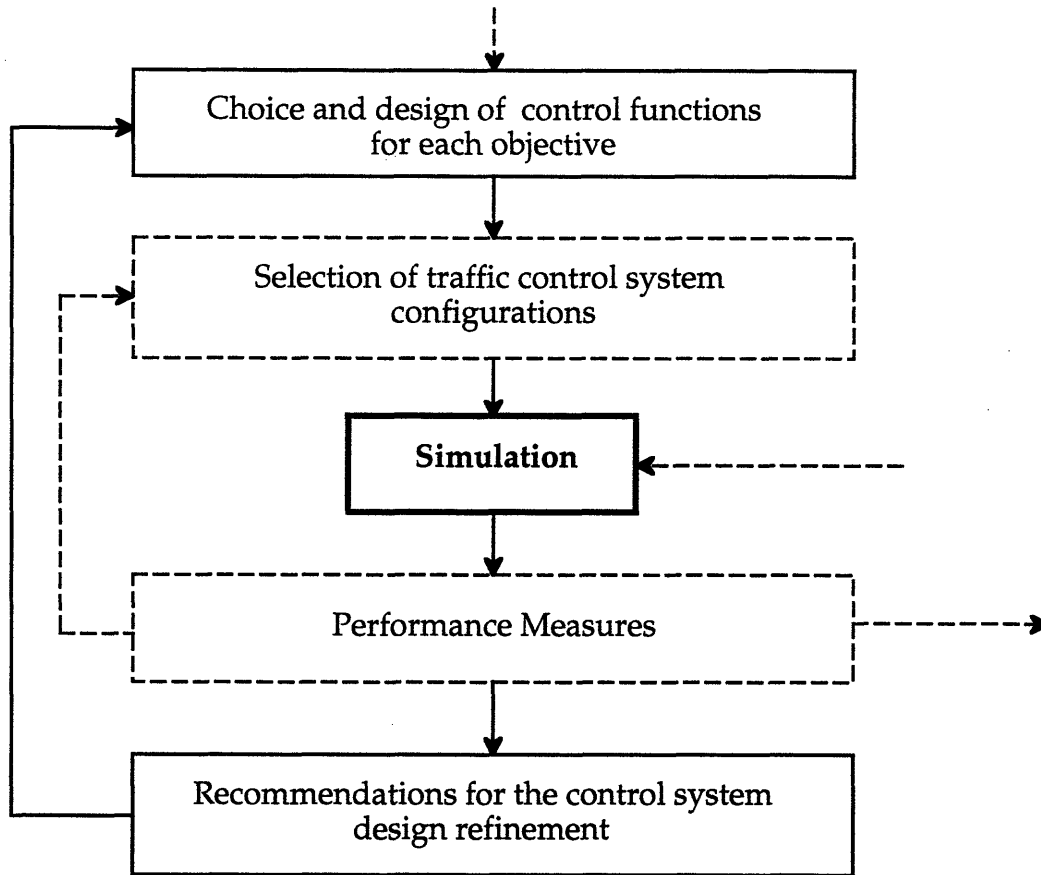 Choice and design of control functions
for each objective
Selection of traffic control system
configurations
Simulation
Performance Measures
Recommendations for the control system
design refinement